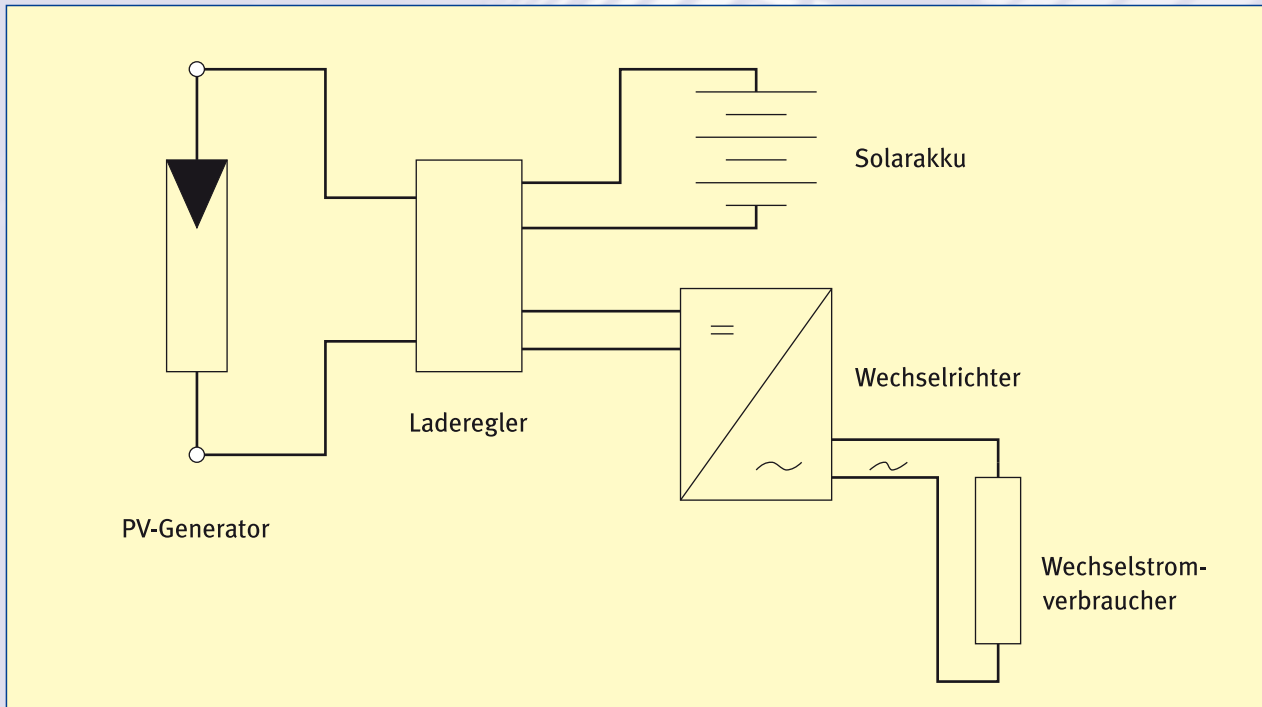 Solarakku
Wechselrichter
Laderegler
PV-Generator
Wechselstrom-
verbraucher